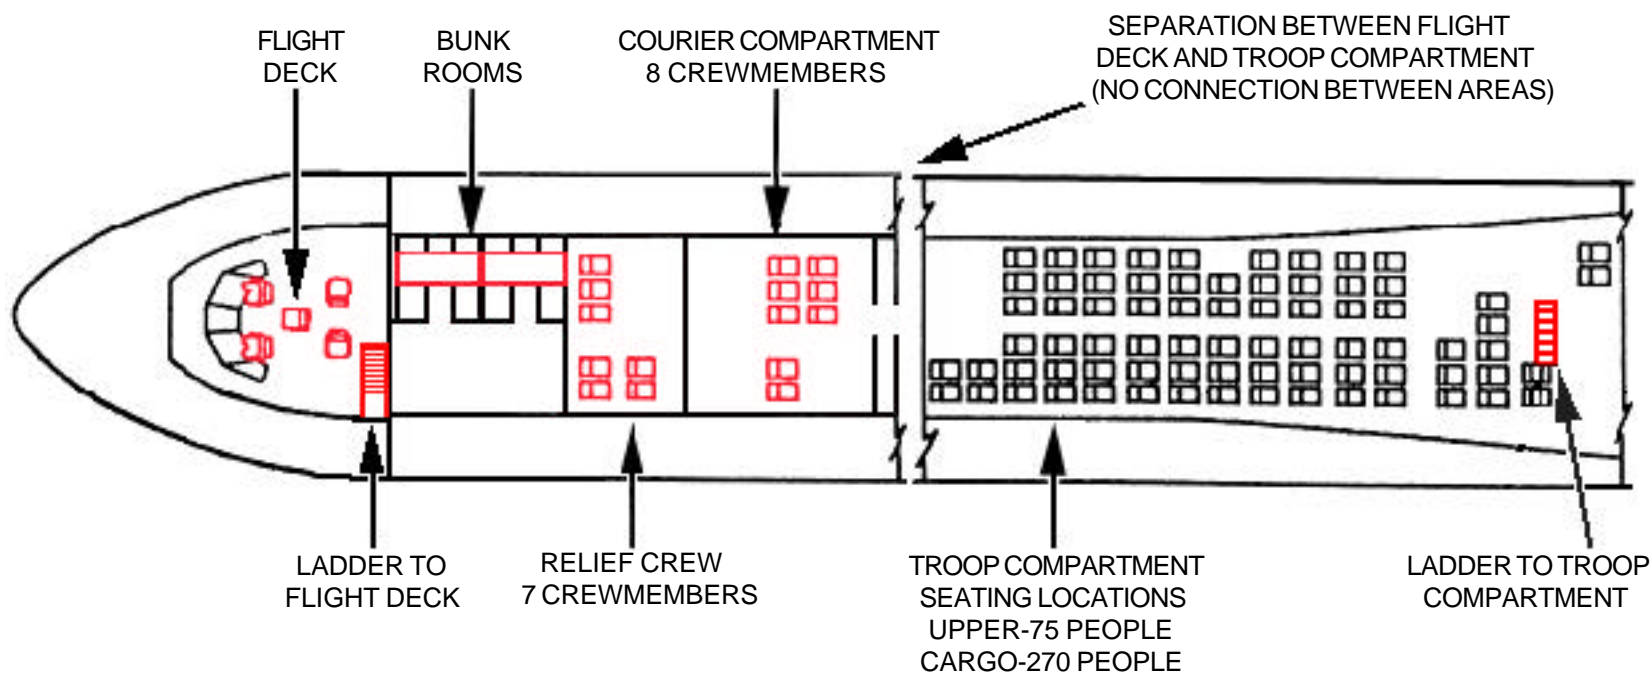 FLIGHT
DECK
BUNK
ROOMS
COURIER COMPARTMENT
8 CREWMEMBERS
SEPARATION BETWEEN FLIGHT
DECK AND TROOP COMPARTMENT
(NO CONNECTION BETWEEN AREAS)
LADDER TO
FLIGHT DECK
RELIEF CREW
7 CREWMEMBERS
TROOP COMPARTMENT
SEATING LOCATIONS
UPPER-75 PEOPLE
CARGO-270 PEOPLE
LADDER TO TROOP
COMPARTMENT